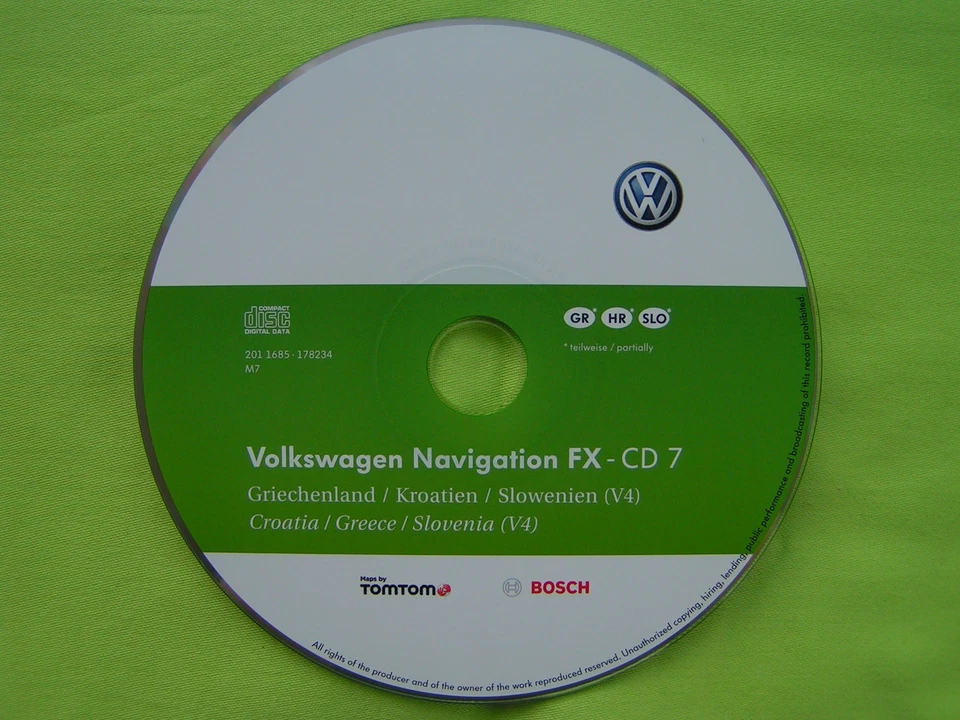 COMPACT
disc
DIGITAL DATA
GR* HR* SLO*
201 1685 - 178234
* teilweise / partially
M7
Volkswagen Navigation FX - CD 7
Griechenland / Kroatien / Slowenien (V4)
Croatia / Greece / Slovenia (V4)
Maps by
TOMTOM
BOSCH
All rights of the producer and of the owner of the work reproduced reserved. Unauthorized copying, hiring, lending, public performance and broadcasting of this record prohibited.